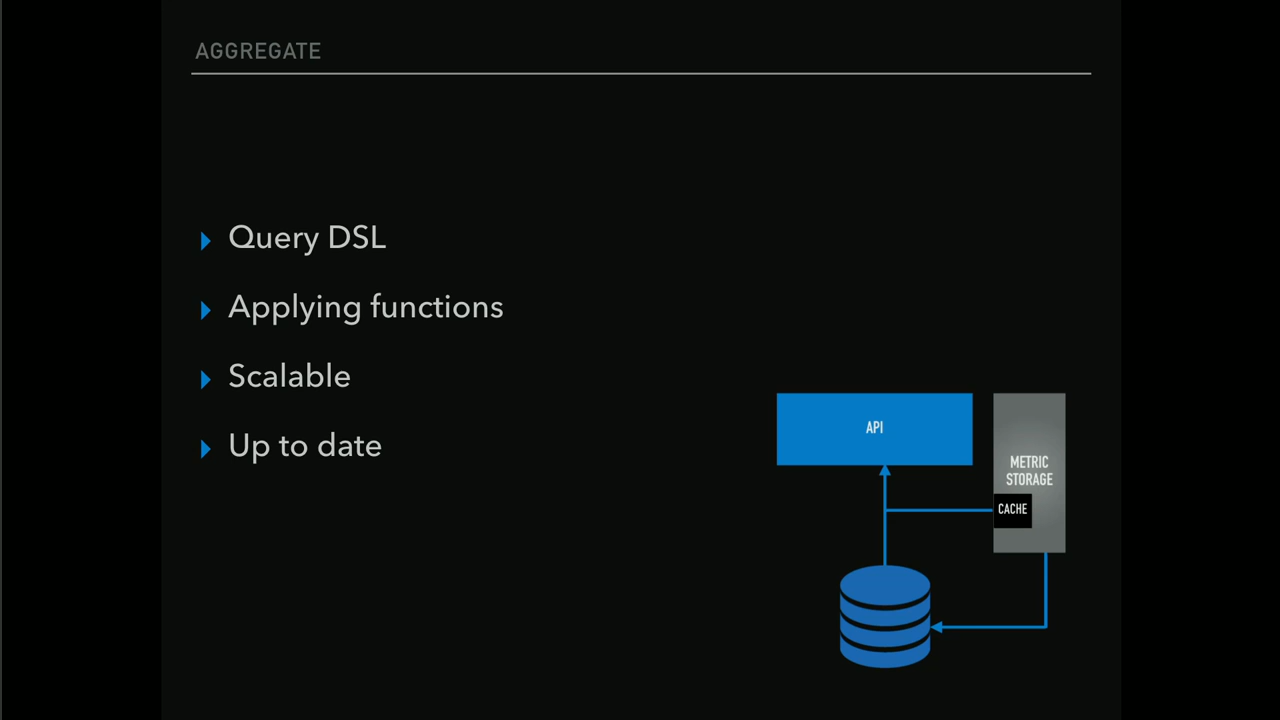 AGGREGATE
Query DSL
Applying functions
Scalable
Up to date
API
METRIC
STORAGE
CACHE